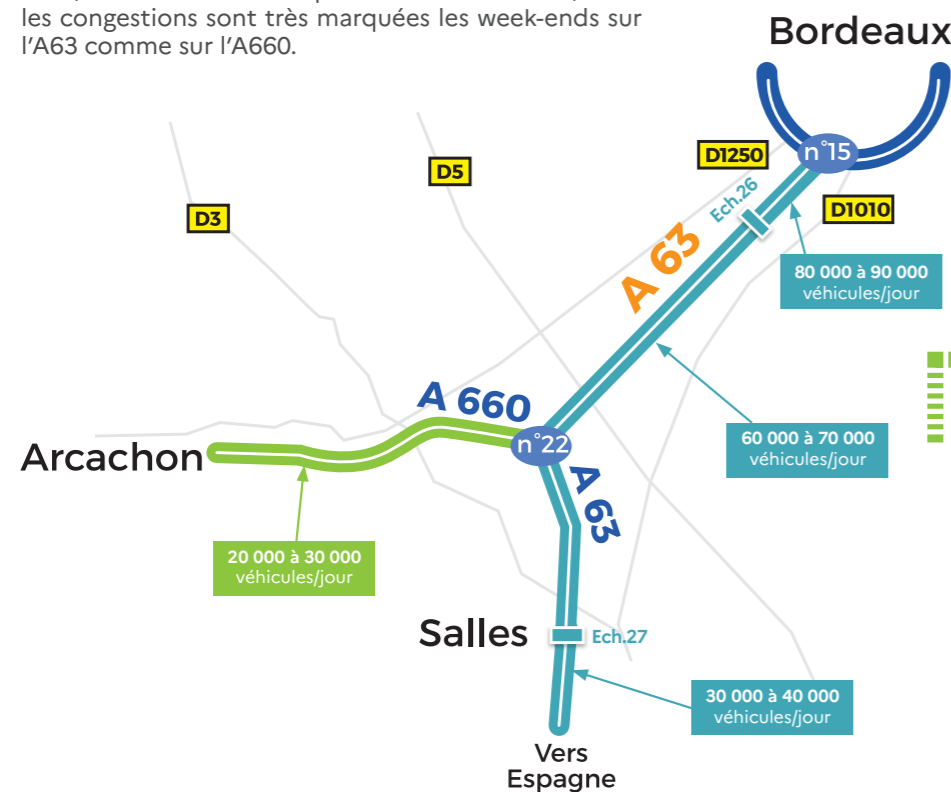 les congestions sont très marquées les week-ends sur
l'A63 comme sur l'A660.
Bordeaux
D1250
n°15
D5
Ech.26
D3
D1010
A 63
80 000 à 90 000
véhicules/jour
A 660
60 000 à 70 000
véhicules/jour
n°22
Arcachon
A 63
20 000 à 30 000
véhicules/jour
Salles
Ech.27
30 000 à 40 000
véhicules/jour
Vers
Espagne